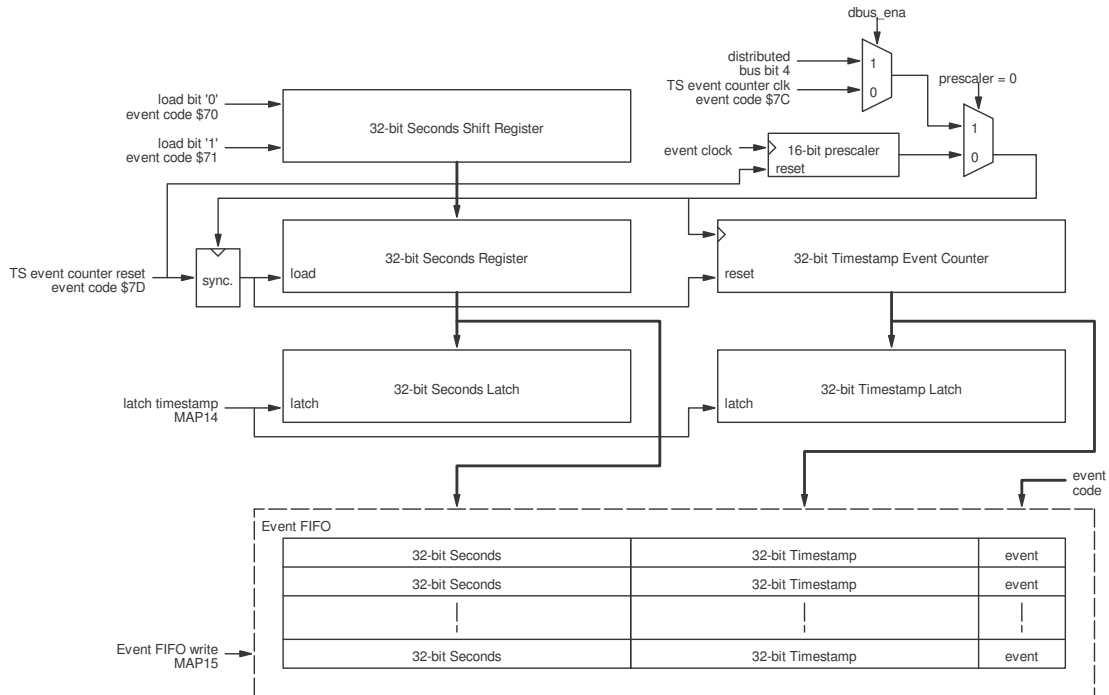 dbus_ena
distributed
bus bit 4
1
TS event counter clk
event code $7C
0
prescaler = 0
load bit '0'
event code $70
32-bit Seconds Shift Register
load bit '1'
event code $71
1
event clock
16-bit prescaler
0
reset
32-bit Seconds Register
32-bit Timestamp Event Counter
TS event counter reset
event code $7D
sync.
load
reset
32-bit Seconds Latch
32-bit Timestamp Latch
latch timestamp
MAP14
latch
latch
event
code
Event FIFO
32-bit Seconds
32-bit Timestamp
event
32-bit Seconds
32-bit Timestamp
event
Event FIFO write
MAP15
32-bit Seconds
32-bit Timestamp
event